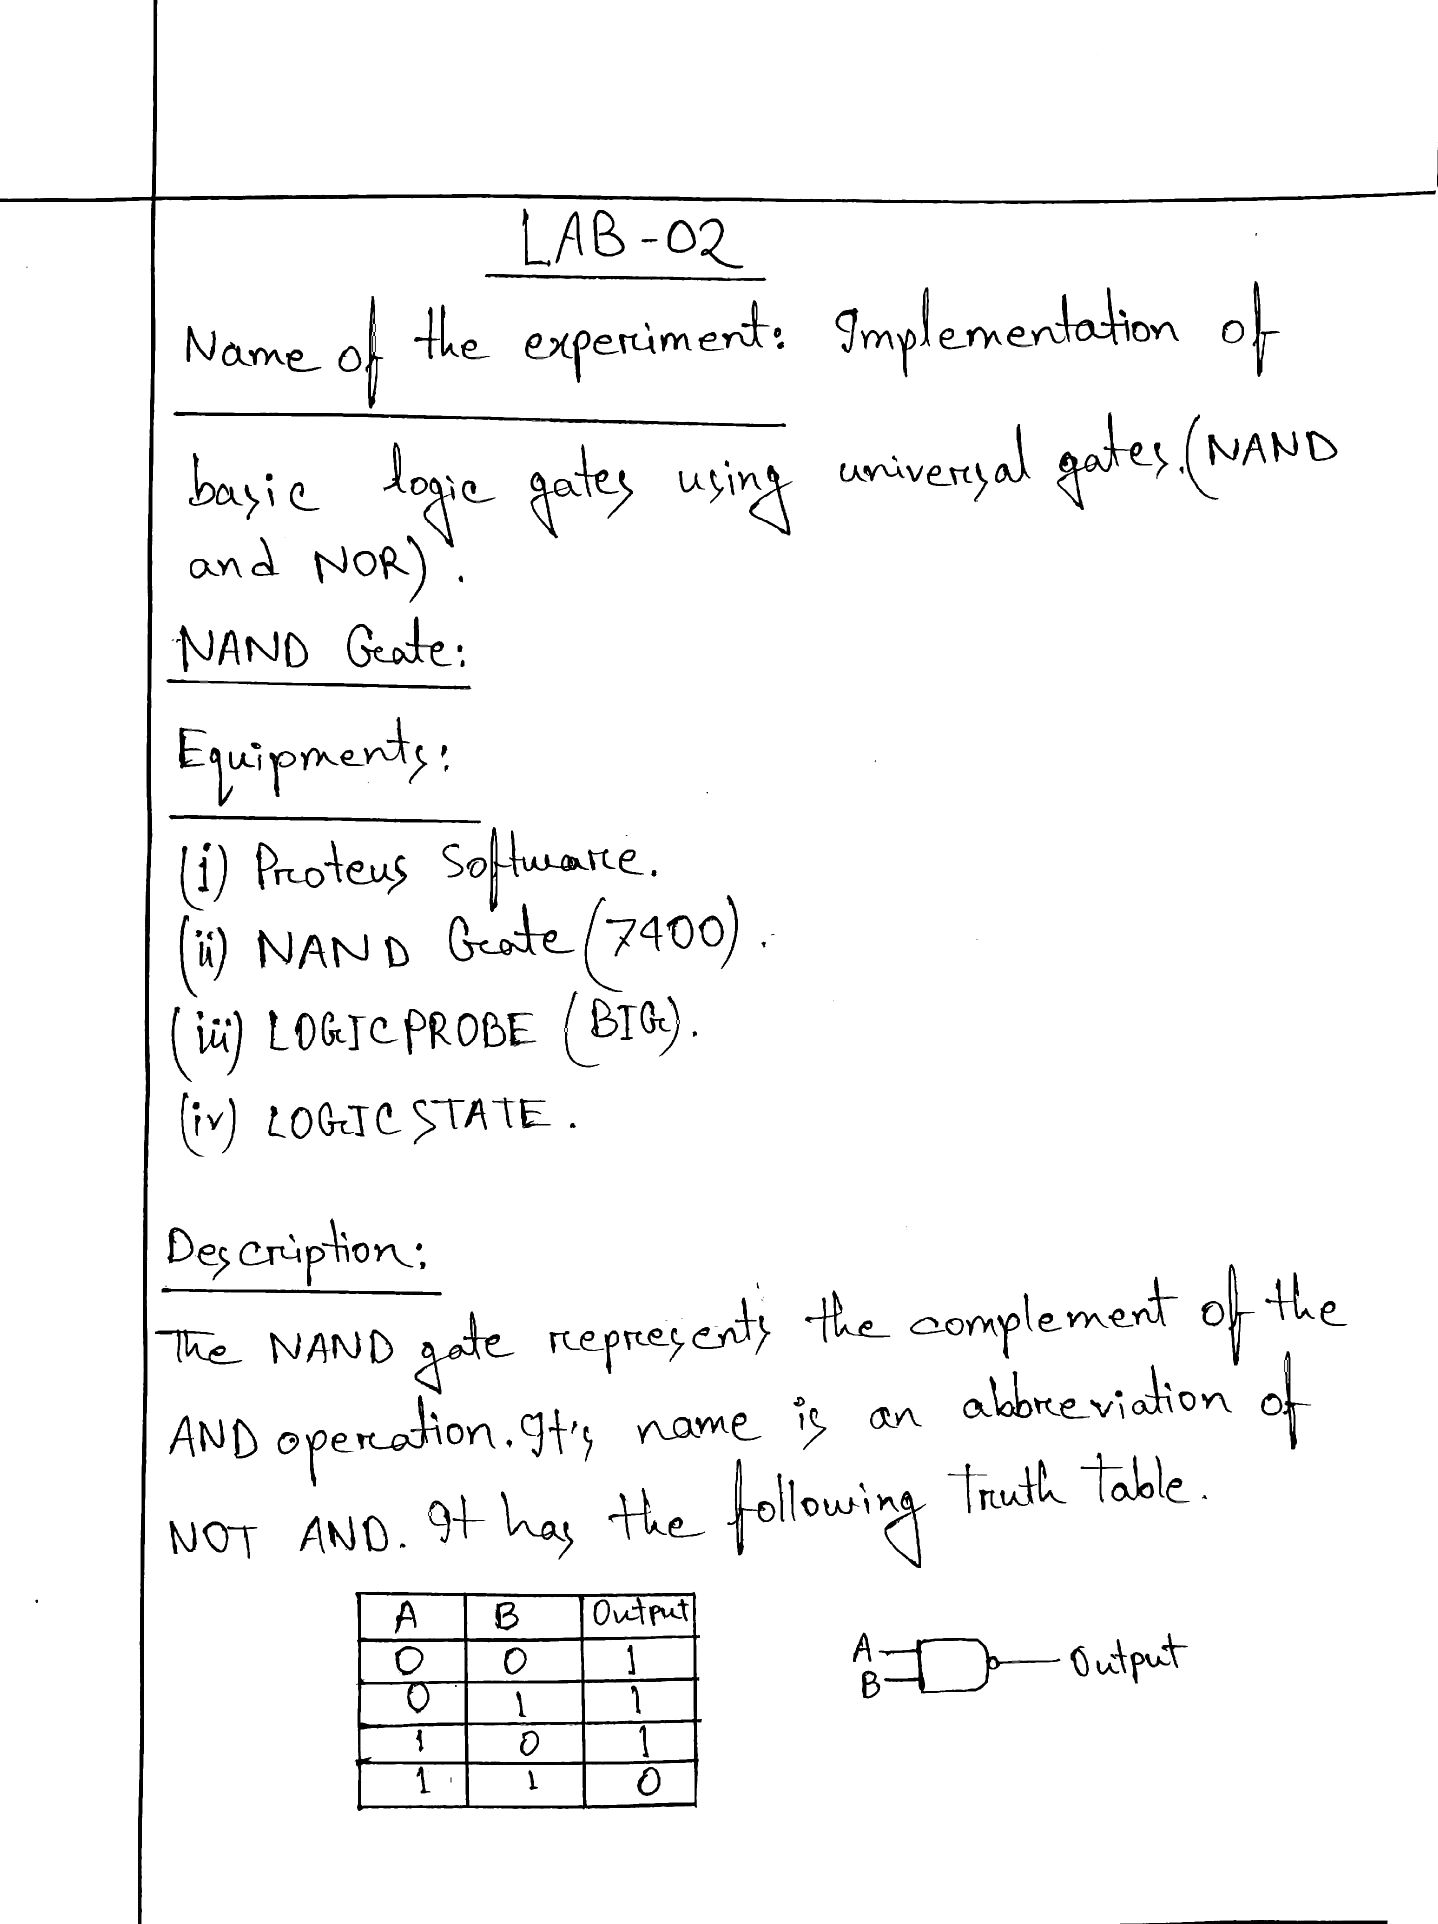 LAB-02
Name of the experiment: Implementation of
basic logic gates using universal gates.(NAND
and NOR).
NAND Gate:
Equipments:
(i) Proteus Software.
(ii) NAND Gate (7400).
(iii) LOGICPROBE (BIG).
(iv) LOGICSTATE.
Description:
The NAND gate represents the complement of the
AND operation. It's name is an abbreviation of
NOT AND. It has the following truth table.
A B Output
0 0 1
0 1 1
1 0 1
1 1 0
A
B
Output